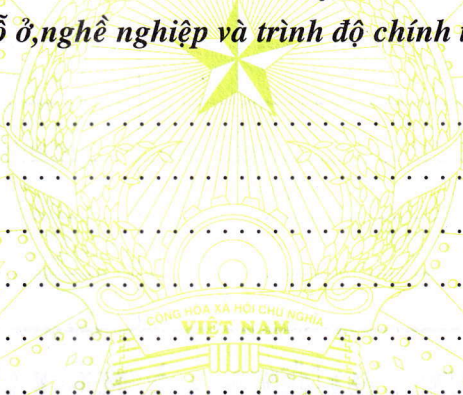 ỗ ở,nghề nghiệp và trình độ chính t
CỘNG HÒA XÃ HỘI CHỦ NGHĨA
VIỆT NAM